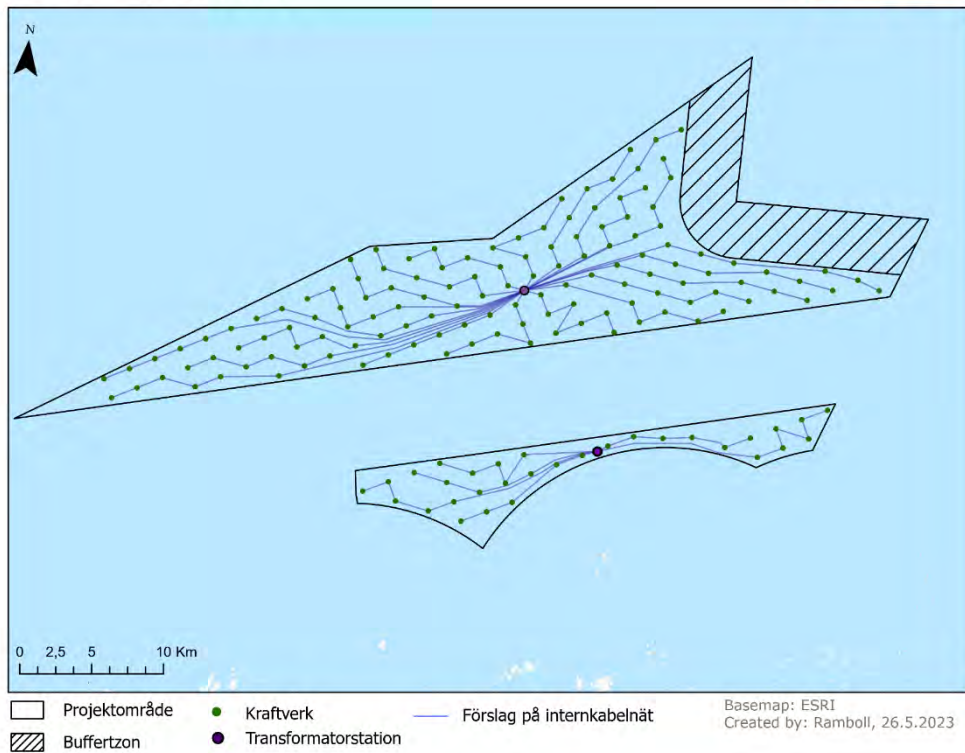 N
0 2,5 5 10 Km
Projektområde
Kraftverk
Förslag på internkabelnät
Buffertzon
Transformatorstation
Basemap: ESRI
Created by: Ramboll, 26.5.2023